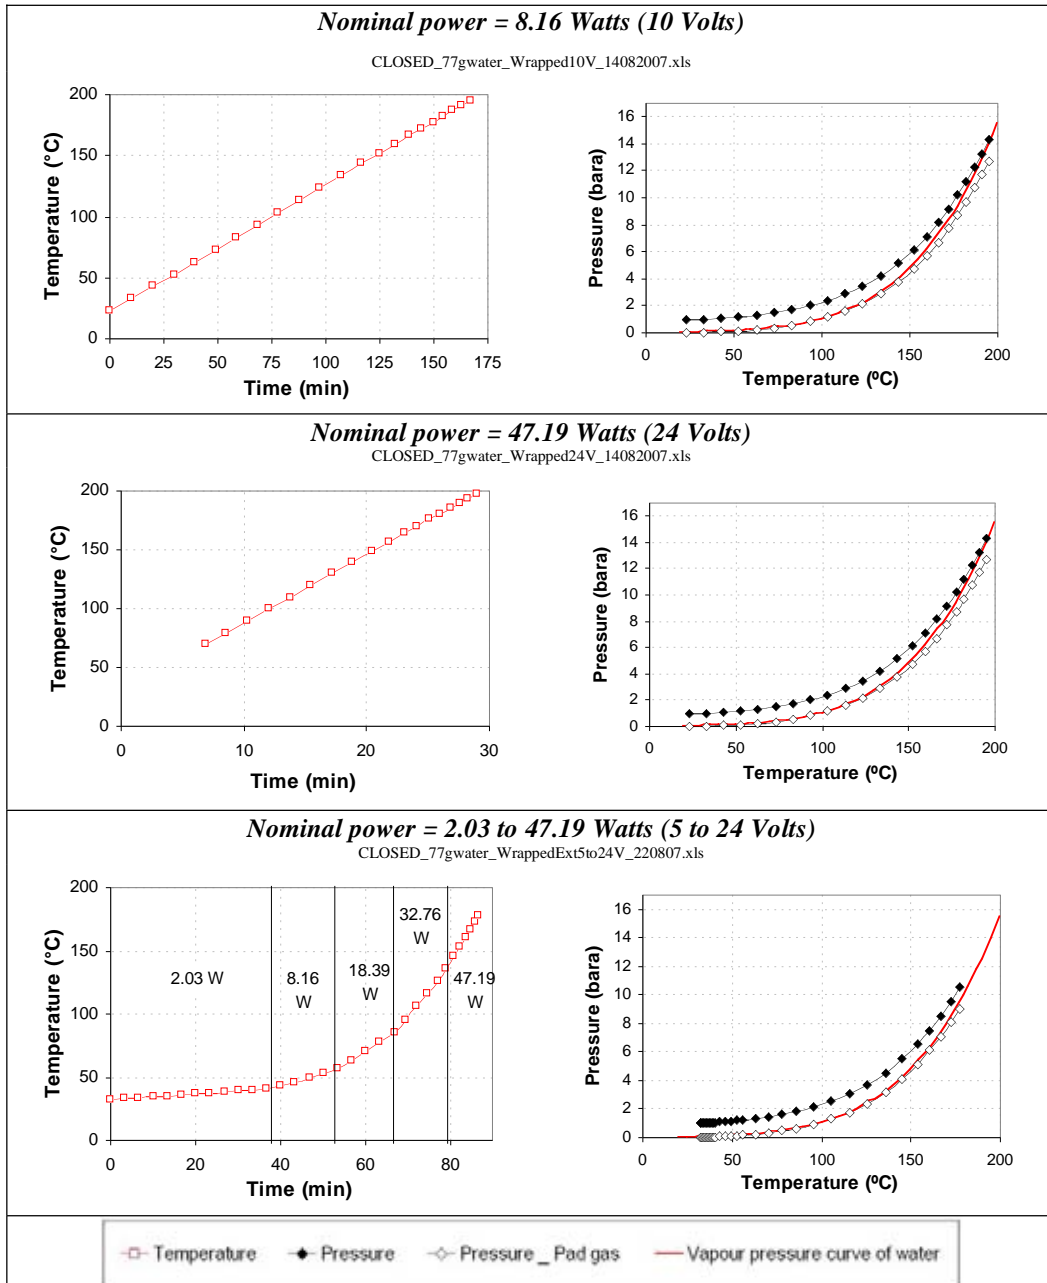 Nominal power = 8.16 Watts (10 Volts)
CLOSED_77gwater_Wrapped10V_14082007.xls
Temperature (°C)
200
150
100
50
0
0 25 50 75 100 125 150 175
Time (min)
Pressure (bara)
16
14
12
10
8
6
4
2
0
0 50 100 150 200
Temperature (ºC)
Nominal power = 47.19 Watts (24 Volts)
CLOSED_77gwater_Wrapped24V_14082007.xls
Temperature (°C)
200
150
100
50
0
0 10 20 30
Time (min)
Pressure (bara)
16
14
12
10
8
6
4
2
0
0 50 100 150 200
Temperature (ºC)
Nominal power = 2.03 to 47.19 Watts (5 to 24 Volts)
CLOSED_77gwater_WrappedExt5to24V_220807.xls
Temperature (°C)
200
150
100
50
0
2.03 W
8.16
W
18.39
W
32.76
W
47.19
W
0 20 40 60 80
Time (min)
Pressure (bara)
16
14
12
10
8
6
4
2
0
0 50 100 150 200
Temperature (ºC)
Temperature Pressure Pressure _ Pad gas Vapour pressure curve of water